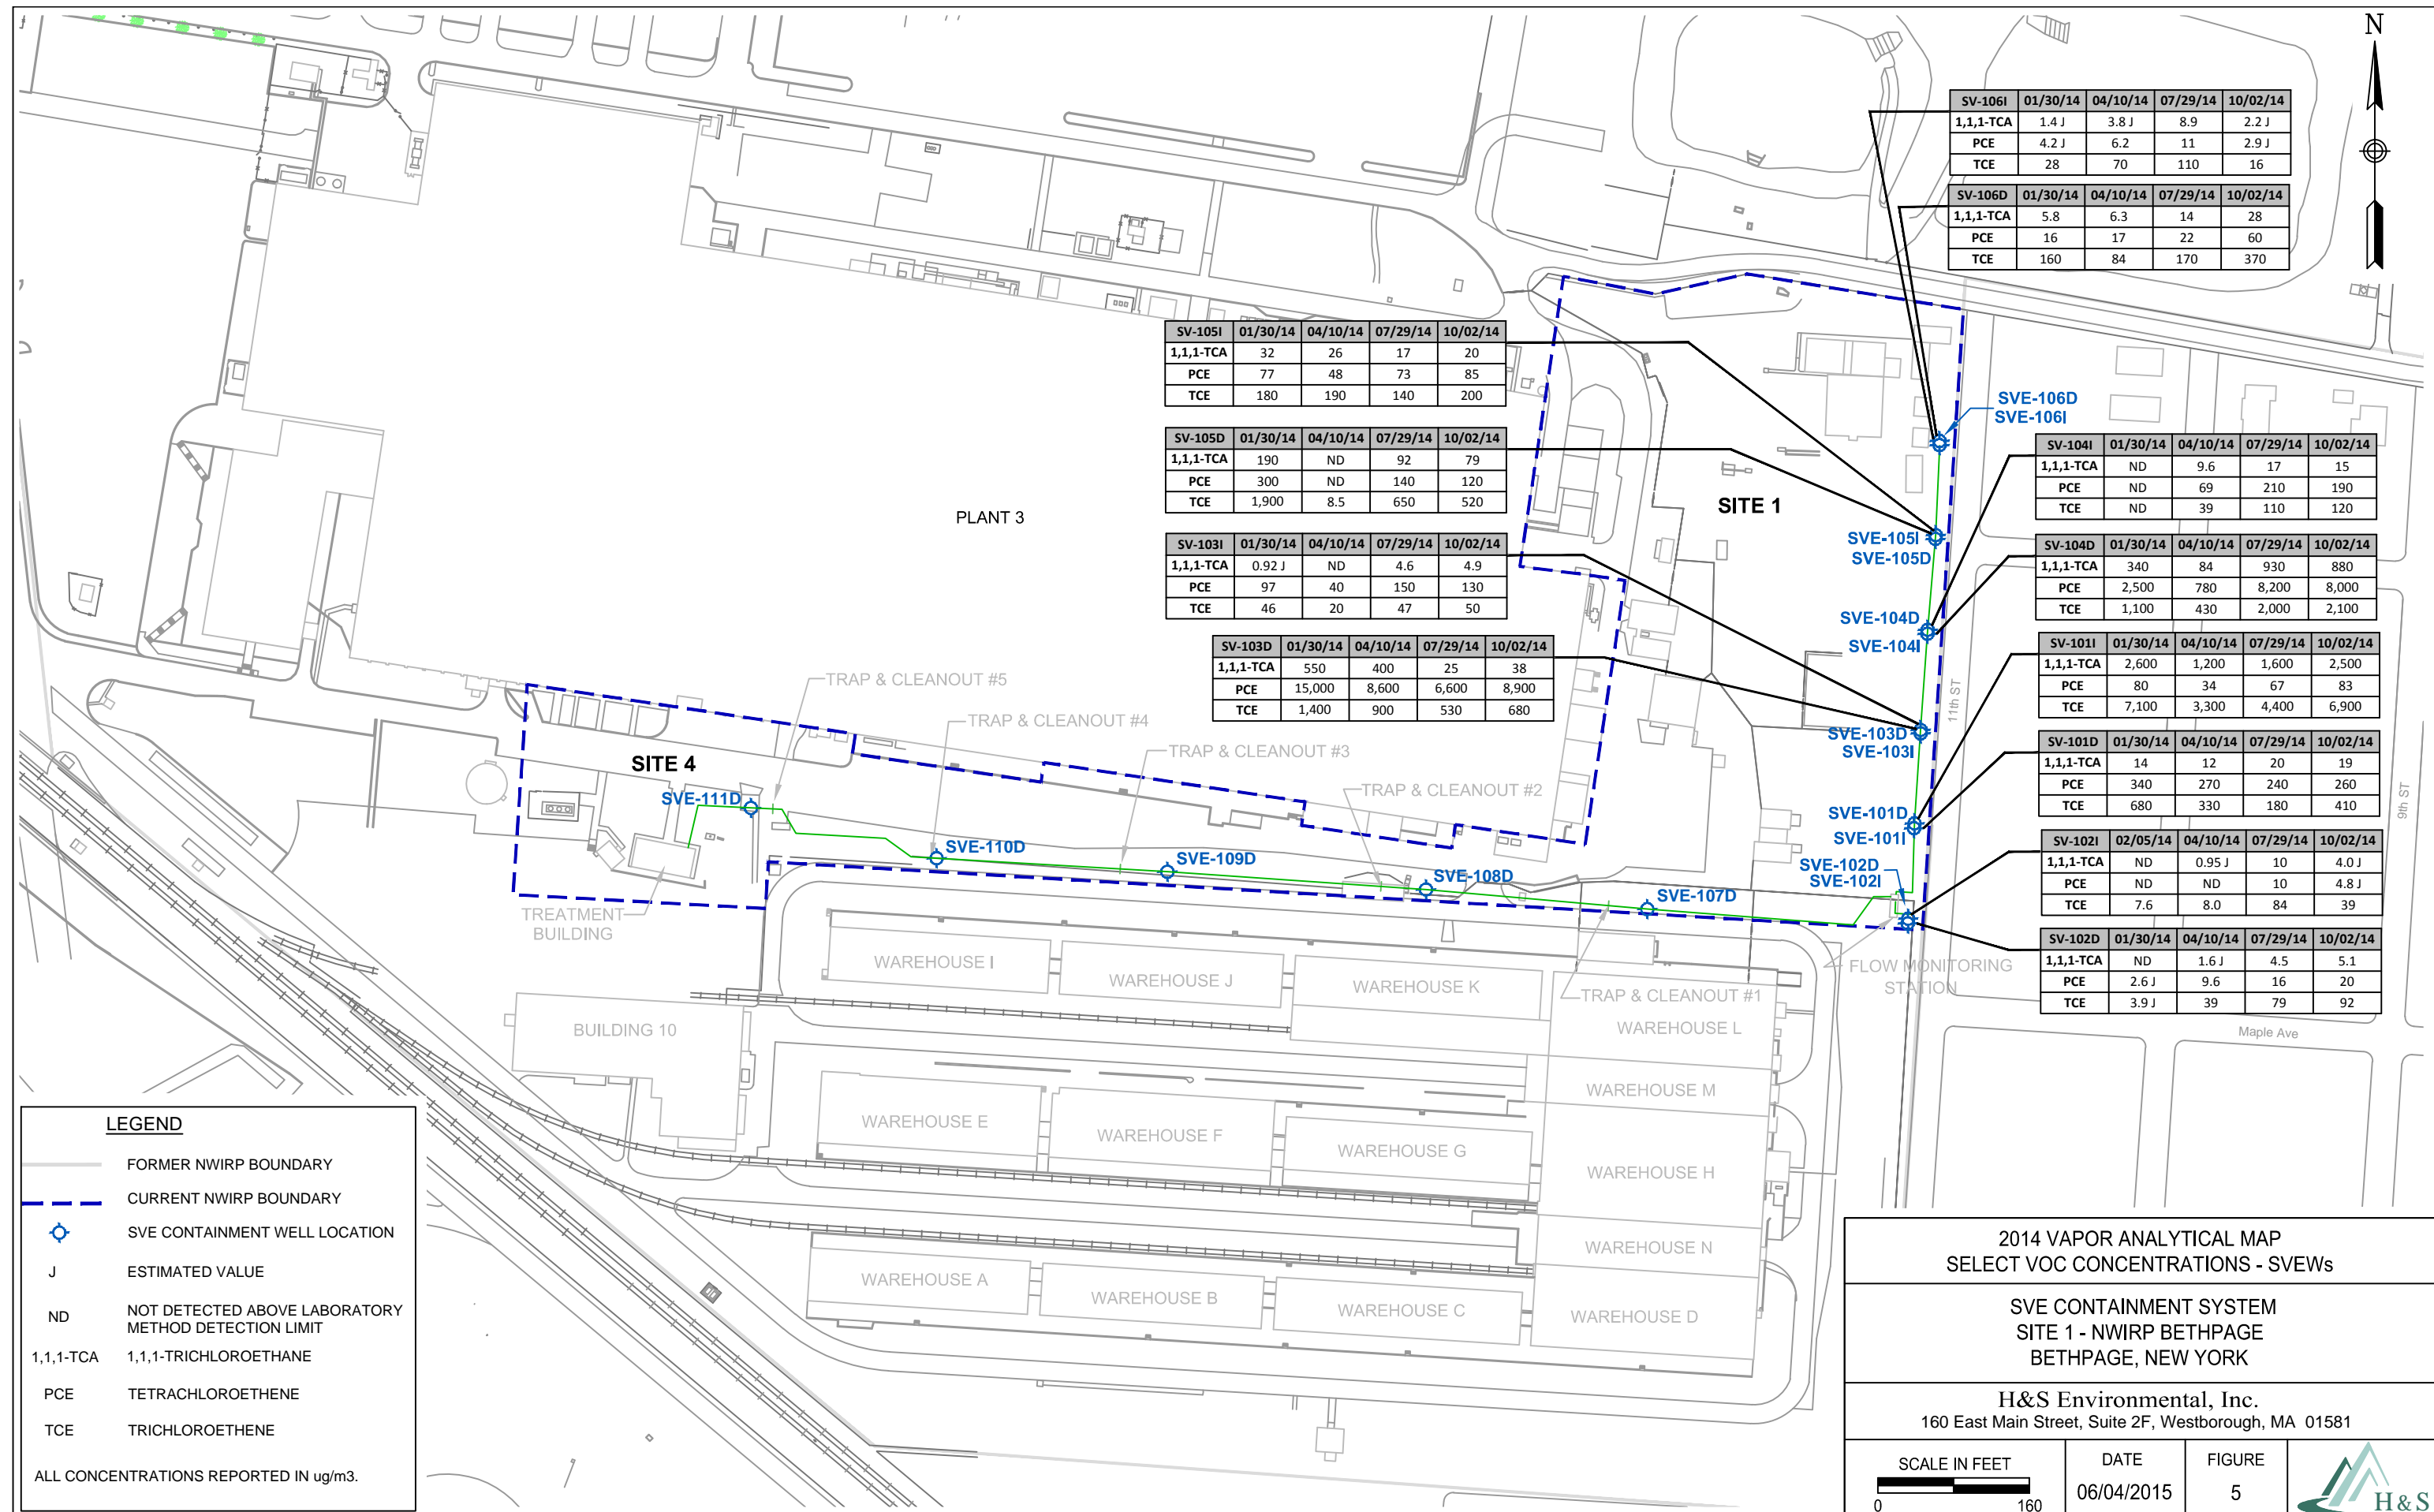 N
SV-106I 01/30/14 04/10/14 07/29/14 10/02/14
1,1,1-TCA 1.4 J 3.8 J 8.9 2.2 J
PCE 4.2 J 6.2 11 2.9 J
TCE 28 70 110 16
SV-106D 01/30/14 04/10/14 07/29/14 10/02/14
1,1,1-TCA 5.8 6.3 14 28
PCE 16 17 22 60
TCE 160 84 170 370
SV-105I 01/30/14 04/10/14 07/29/14 10/02/14
1,1,1-TCA 32 26 17 20
PCE 77 48 73 85
TCE 180 190 140 200
SV-105D 01/30/14 04/10/14 07/29/14 10/02/14
1,1,1-TCA 190 ND 92 79
PCE 300 ND 140 120
TCE 1,900 8.5 650 520
SV-103I 01/30/14 04/10/14 07/29/14 10/02/14
1,1,1-TCA 0.92 J ND 4.6 4.9
PCE 97 40 150 130
TCE 46 20 47 50
SV-103D 01/30/14 04/10/14 07/29/14 10/02/14
1,1,1-TCA 550 400 25 38
PCE 15,000 8,600 6,600 8,900
TCE 1,400 900 530 680
SV-104I 01/30/14 04/10/14 07/29/14 10/02/14
1,1,1-TCA ND 9.6 17 15
PCE ND 69 210 190
TCE ND 39 110 120
SV-104D 01/30/14 04/10/14 07/29/14 10/02/14
1,1,1-TCA 340 84 930 880
PCE 2,500 780 8,200 8,000
TCE 1,100 430 2,000 2,100
SV-101I 01/30/14 04/10/14 07/29/14 10/02/14
1,1,1-TCA 2,600 1,200 1,600 2,500
PCE 80 34 67 83
TCE 7,100 3,300 4,400 6,900
SV-101D 01/30/14 04/10/14 07/29/14 10/02/14
1,1,1-TCA 14 12 20 19
PCE 340 270 240 260
TCE 680 330 180 410
SV-102I 02/05/14 04/10/14 07/29/14 10/02/14
1,1,1-TCA ND 0.95 J 10 4.0 J
PCE ND ND 10 4.8 J
TCE 7.6 8.0 84 39
SV-102D 01/30/14 04/10/14 07/29/14 10/02/14
1,1,1-TCA ND 1.6 J 4.5 5.1
PCE 2.6 J 9.6 16 20
TCE 3.9 J 39 79 92
SVE-106D
SVE-106I
SITE 1
PLANT 3
SVE-105I
SVE-105D
SVE-104D
SVE-104I
11th ST
9th ST
SVE-103D
SVE-103I
SVE-101D
SVE-101I
SVE-102D
SVE-102I
TRAP & CLEANOUT #5
TRAP & CLEANOUT #4
TRAP & CLEANOUT #3
TRAP & CLEANOUT #2
SITE 4
SVE-111D
SVE-110D
SVE-109D
SVE-108D
SVE-107D
TREATMENT
BUILDING
FLOW MONITORING
STATION
TRAP & CLEANOUT #1
Maple Ave
WAREHOUSE I
WAREHOUSE J
WAREHOUSE K
WAREHOUSE L
BUILDING 10
WAREHOUSE M
WAREHOUSE E
WAREHOUSE F
WAREHOUSE G
WAREHOUSE H
WAREHOUSE N
WAREHOUSE A
WAREHOUSE B
WAREHOUSE C
WAREHOUSE D
LEGEND
FORMER NWIRP BOUNDARY
CURRENT NWIRP BOUNDARY
SVE CONTAINMENT WELL LOCATION
J ESTIMATED VALUE
ND NOT DETECTED ABOVE LABORATORY
METHOD DETECTION LIMIT
1,1,1-TCA 1,1,1-TRICHLOROETHANE
PCE TETRACHLOROETHENE
TCE TRICHLOROETHENE
ALL CONCENTRATIONS REPORTED IN ug/m3.
2014 VAPOR ANALYTICAL MAP
SELECT VOC CONCENTRATIONS - SVEWs
SVE CONTAINMENT SYSTEM
SITE 1 - NWIRP BETHPAGE
BETHPAGE, NEW YORK
H&S Environmental, Inc.
160 East Main Street, Suite 2F, Westborough, MA 01581
SCALE IN FEET
0 160
DATE
06/04/2015
FIGURE
5
H&S